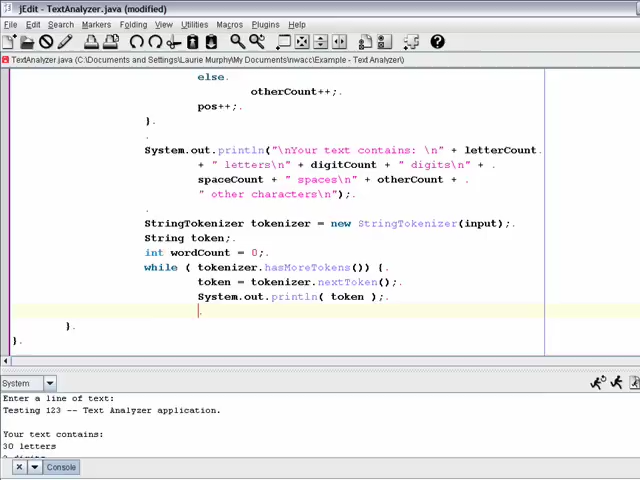 jEdit - TextAnalyzer.java (modified)
File Edit Search Markers Folding View Utilities Macros Plugins Help
TextAnalyzer.java (C:\Documents and Settings\Laurie Murphy\My Documents\nwacc\Example - Text Analyzer\)
else.
otherCount++;.
pos++;.
}.
.
System.out.println("\nYour text contains: \n" + letterCount.
+ " letters\n" + digitCount + " digits\n" + .
spaceCount + " spaces\n" + otherCount + .
" other characters\n");.
.
StringTokenizer tokenizer = new StringTokenizer(input);.
String token;.
int wordCount = 0;.
while ( tokenizer.hasMoreTokens()) {.
token = tokenizer.nextToken();.
System.out.println( token );.
.
}.
}.
System
Enter a line of text:
Testing 123 -- Text Analyzer application.
Your text contains:
30 letters
digits
Console